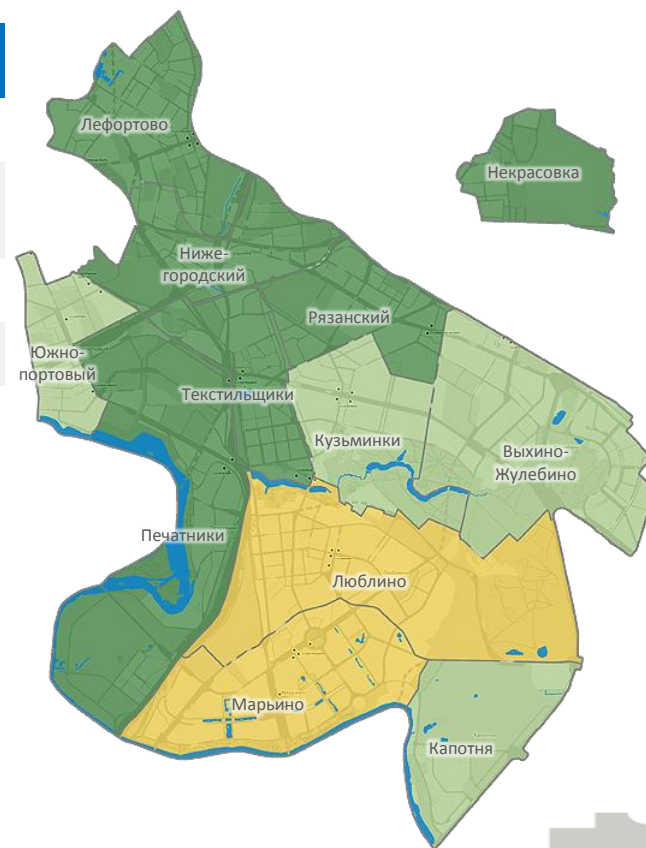 Лефортово
Некрасовка
Ниже-
городский
Рязанский
Южно-
портовый
Текстильщики
Кузьминки
Выхино-
Жулебино
Печатники
Люблино
Марьино
Капотня